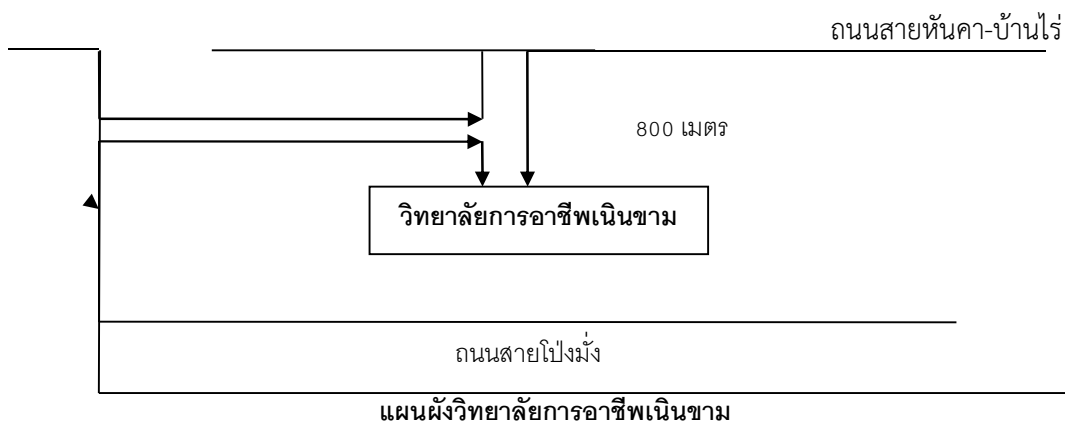 ถนนสายหันคา-บ้านไร่
800 เมตร
วิทยาลัยการอาชีพเนินขาม
ถนนสายโป่งมั่ง
แผนผังวิทยาลัยการอาชีพเนินขาม